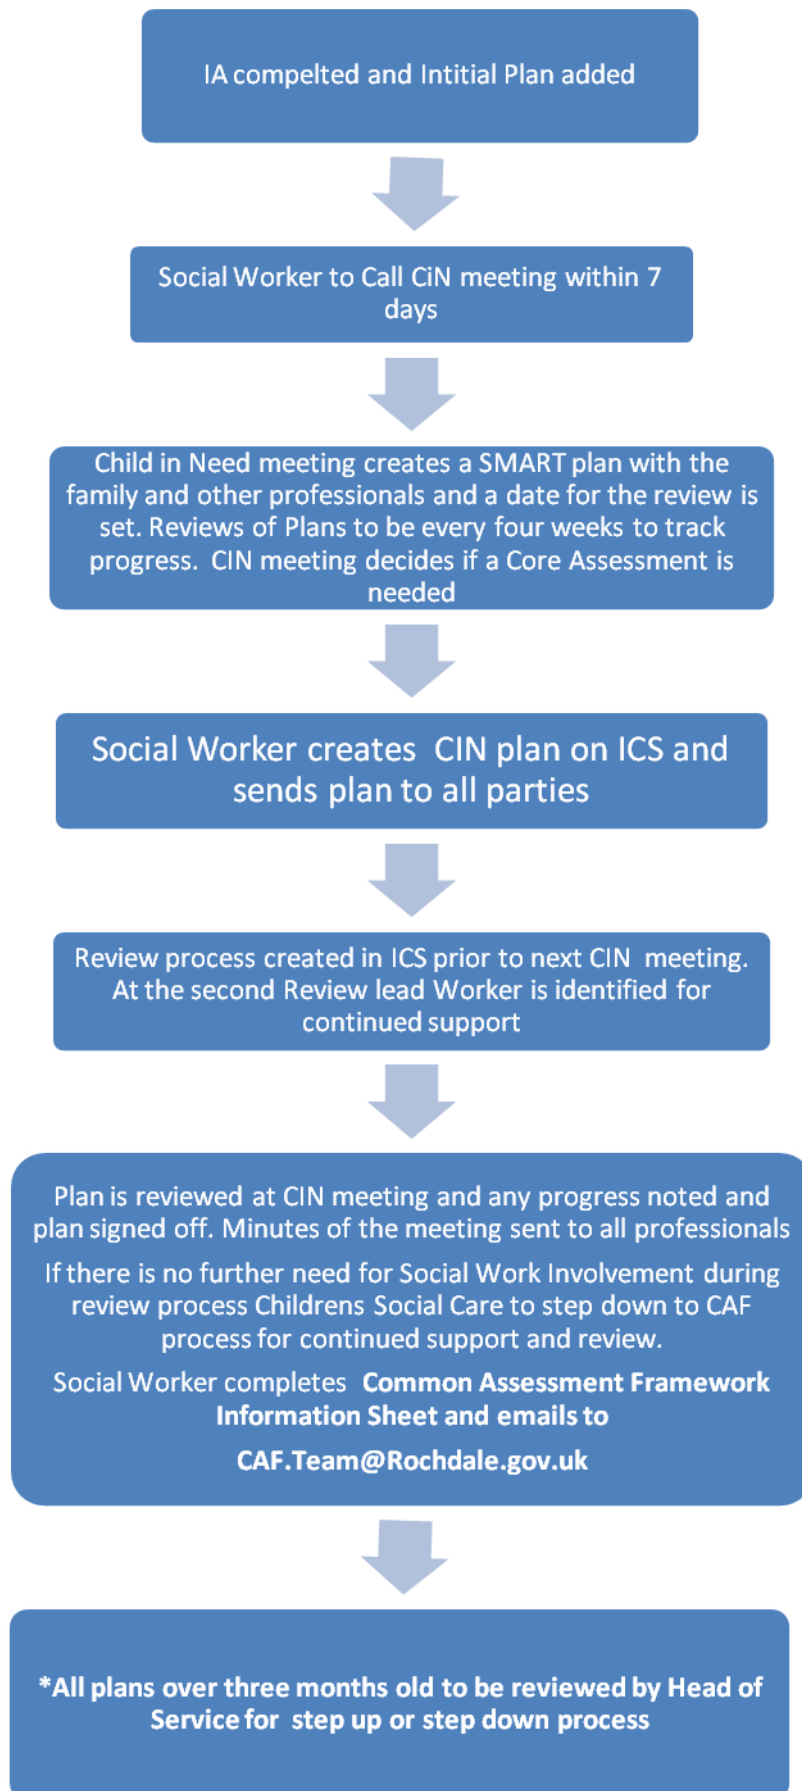 IA compelted and Intitial Plan added
Social Worker to Call CiN meeting within 7
days
Child in Need meeting creates a SMART plan with the
family and other professionals and a date for the review is
set. Reviews of Plans to be every four weeks to track
progress.  CIN meeting decides if a Core Assessment is
needed
Social Worker creates  CIN plan on ICS and
sends plan to all parties
Review process created in ICS prior to next CIN  meeting.
At the second Review lead Worker is identified for
continued support
Plan is reviewed at CIN meeting and any progress noted and
plan signed off. Minutes of the meeting sent to all professionals
If there is no further need for Social Work Involvement during
review process Childrens Social Care to step down to CAF
process for continued support and review.
Social Worker completes  Common Assessment Framework
Information Sheet and emails to
CAF.Team@Rochdale.gov.uk
*All plans over three months old to be reviewed by Head of
Service for  step up or step down process